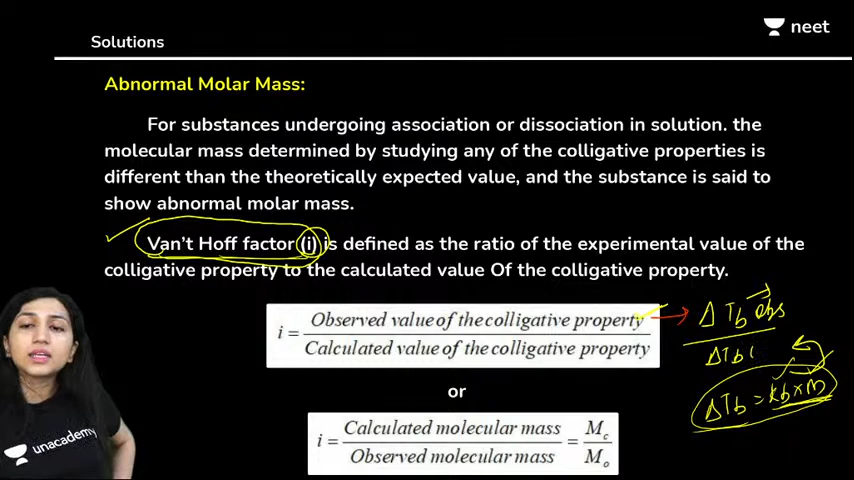 neet
Solutions
Abnormal Molar Mass:
For substances undergoing association or dissociation in solution. the
molecular mass determined by studying any of the colligative properties is
different than the theoretically expected value, and the substance is said to
show abnormal molar mass.
Van't Hoff factor (i) is defined as the ratio of the experimental value of the
colligative property to the calculated value Of the colligative property.
i = Observed value of the colligative property / Calculated value of the colligative property
ΔTb obs
ΔTb(
or
ΔTb = Kb × m
i = Calculated molecular mass / Observed molecular mass = Mc / Mo
unacademy